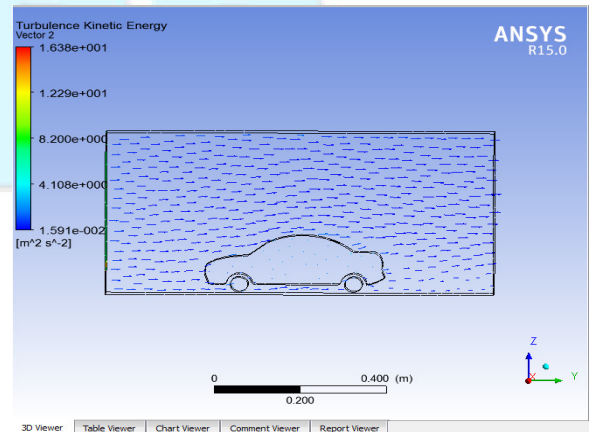 Turbulence Kinetic Energy
Vector 2
1.638e+001
1.229e+001
8.200e+000
4.108e+000
1.591e-002
[m^2 s^-2]
ANSYS
R15.0
Z
Y
X
0
0.400 (m)
0.200
3D Viewer
Table Viewer
Chart Viewer
Comment Viewer
Report Viewer